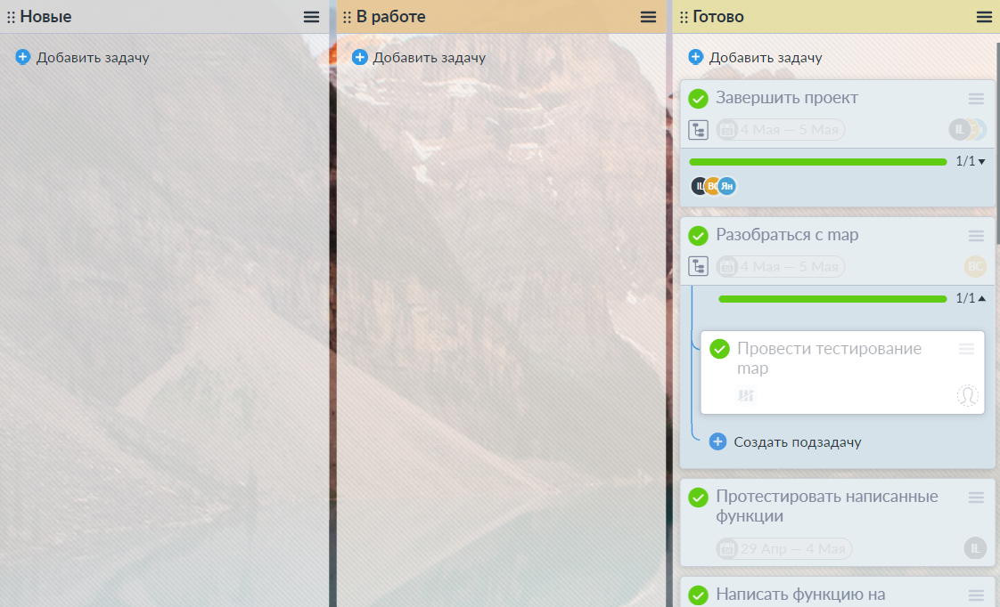 Новые
В работе
Готово
Добавить задачу
Добавить задачу
Добавить задачу
Завершить проект
4 Мая — 5 Мая
IL
1/1
IL ВС Ян
Разобраться с map
4 Мая — 5 Мая
ВС
1/1
Провести тестирование
map
Создать подзадачу
Протестировать написанные
функции
29 Апр — 4 Мая
IL
Написать функцию на